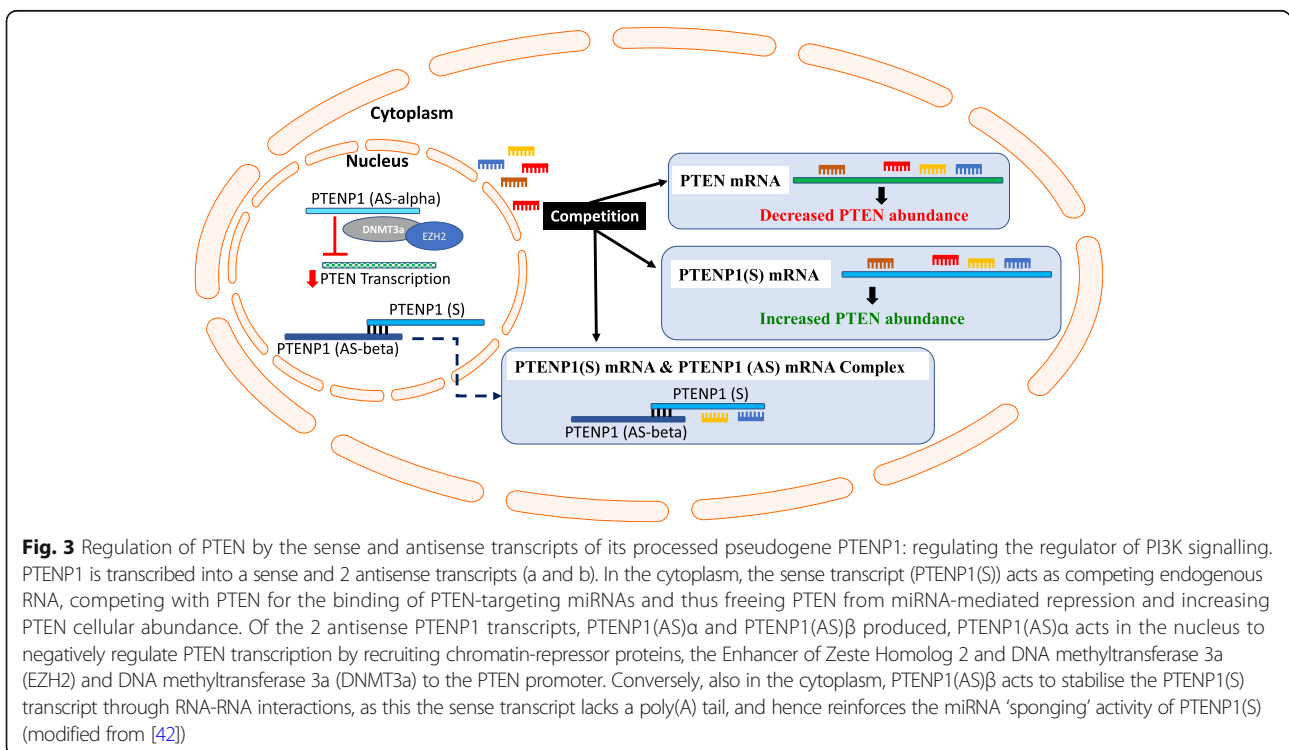 Cytoplasm
Nucleus
PTENP1 (AS-alpha)
DNMT3a
EZH2
PTEN Transcription
PTENP1 (S)
PTENP1 (AS-beta)
Competition
PTEN mRNA
Decreased PTEN abundance
PTENP1(S) mRNA
Increased PTEN abundance
PTENP1(S) mRNA & PTENP1 (AS) mRNA Complex
PTENP1 (S)
PTENP1 (AS-beta)
Fig. 3 Regulation of PTEN by the sense and antisense transcripts of its processed pseudogene PTENP1: regulating the regulator of PI3K signalling.
PTENP1 is transcribed into a sense and 2 antisense transcripts (a and b). In the cytoplasm, the sense transcript (PTENP1(S)) acts as competing endogenous
RNA, competing with PTEN for the binding of PTEN-targeting miRNAs and thus freeing PTEN from miRNA-mediated repression and increasing
PTEN cellular abundance. Of the 2 antisense PTENP1 transcripts, PTENP1(AS)α and PTENP1(AS)β produced, PTENP1(AS)α acts in the nucleus to
negatively regulate PTEN transcription by recruiting chromatin-repressor proteins, the Enhancer of Zeste Homolog 2 and DNA methyltransferase 3a
(EZH2) and DNA methyltransferase 3a (DNMT3a) to the PTEN promoter. Conversely, also in the cytoplasm, PTENP1(AS)β acts to stabilise the PTENP1(S)
transcript through RNA-RNA interactions, as this the sense transcript lacks a poly(A) tail, and hence reinforces the miRNA ‘sponging’ activity of PTENP1(S)
(modified from [42])